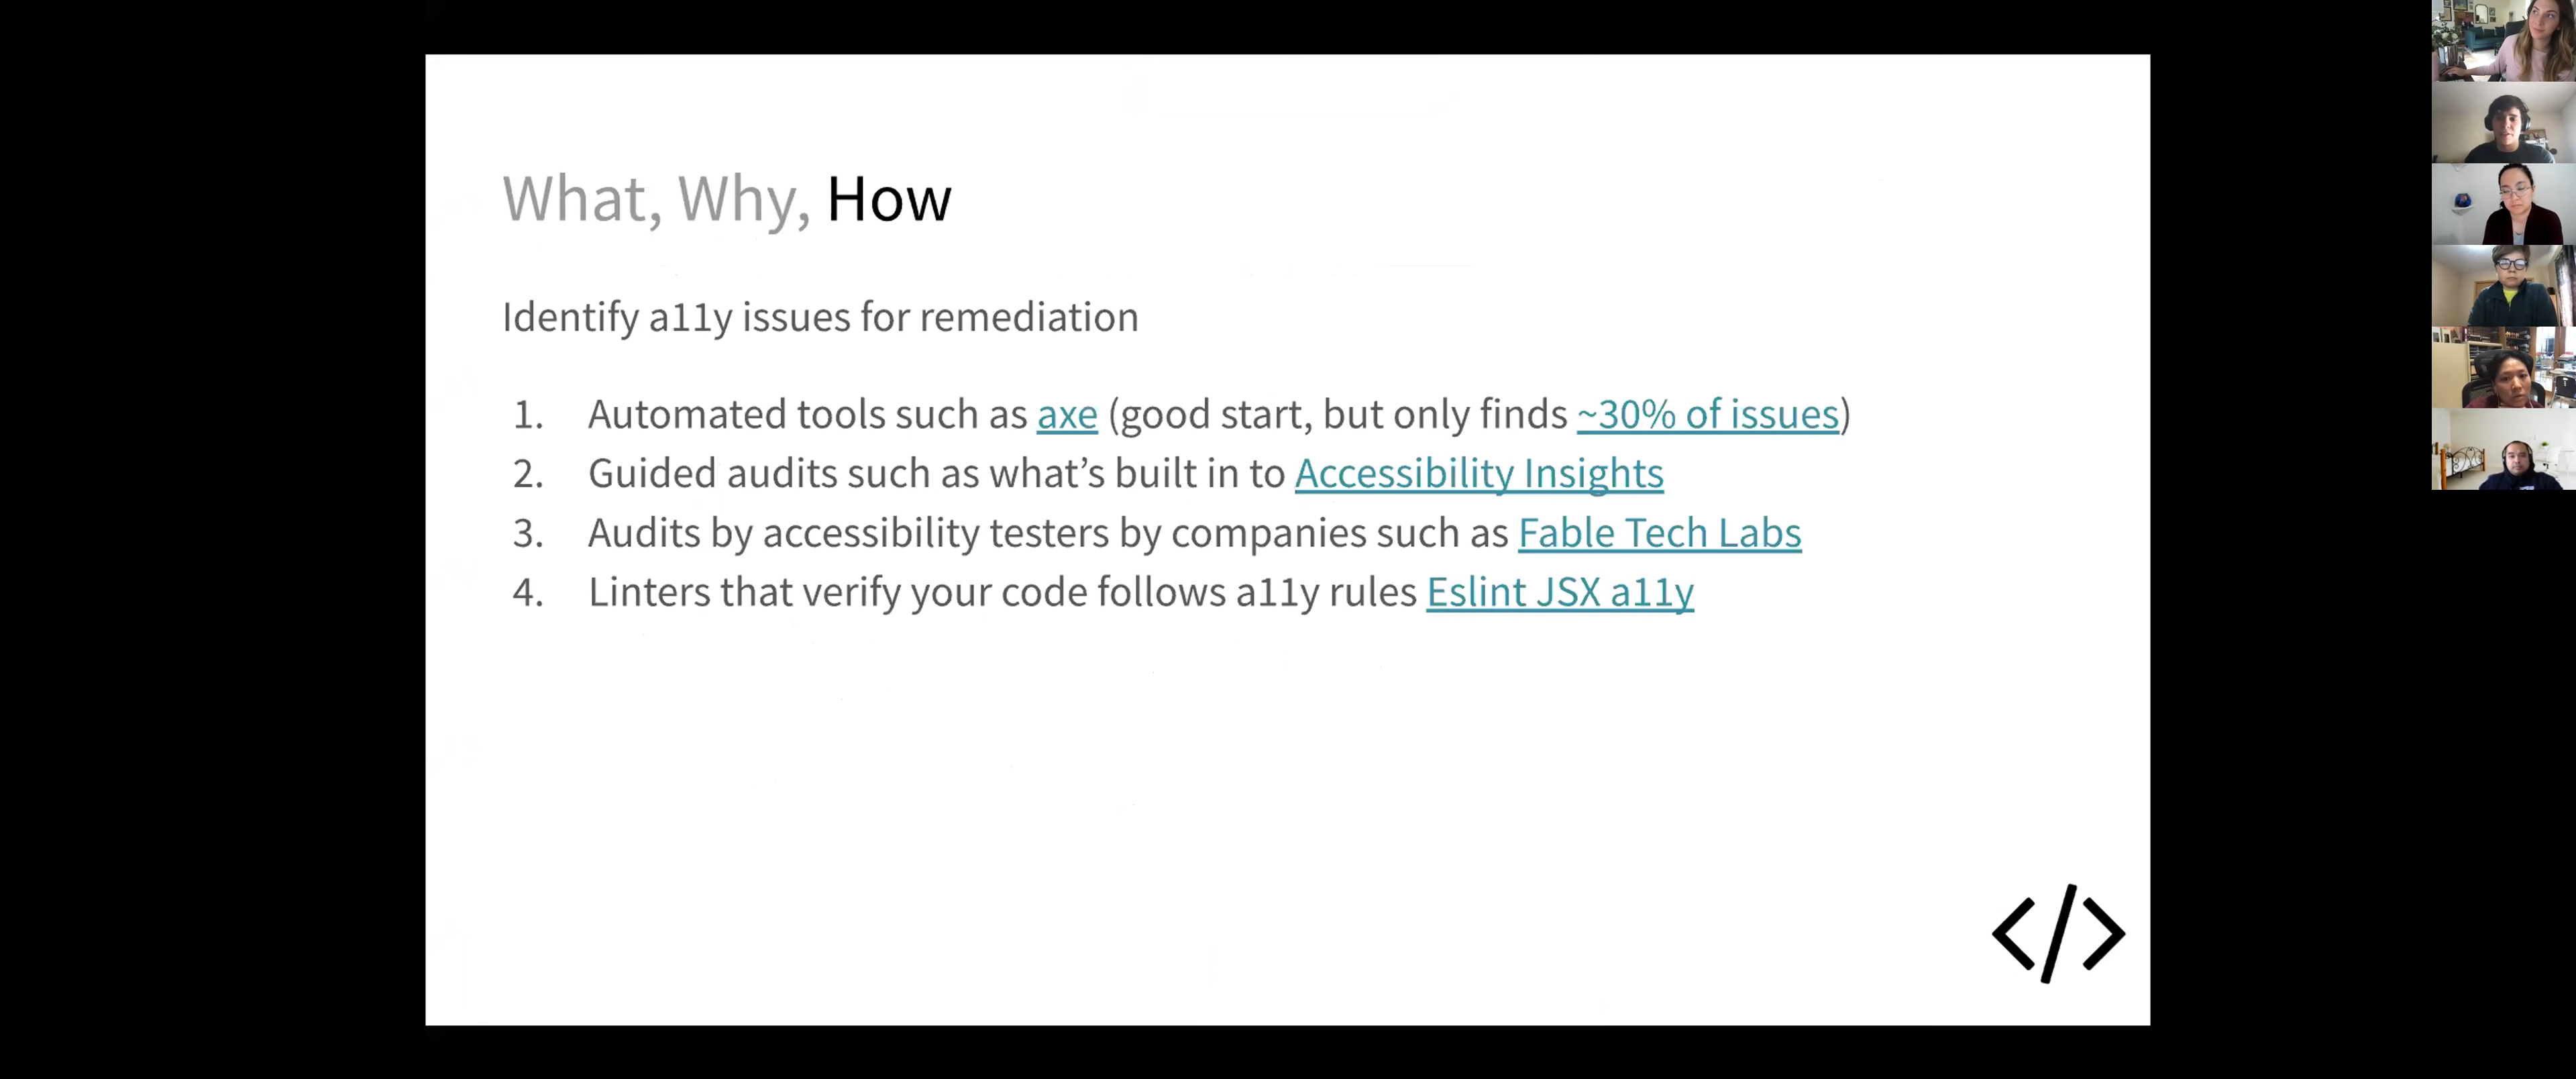 What, Why, How
Identify a11y issues for remediation
1. Automated tools such as axe (good start, but only finds ~30% of issues)
2. Guided audits such as what’s built in to Accessibility Insights
3. Audits by accessibility testers by companies such as Fable Tech Labs
4. Linters that verify your code follows a11y rules Eslint JSX a11y
</>